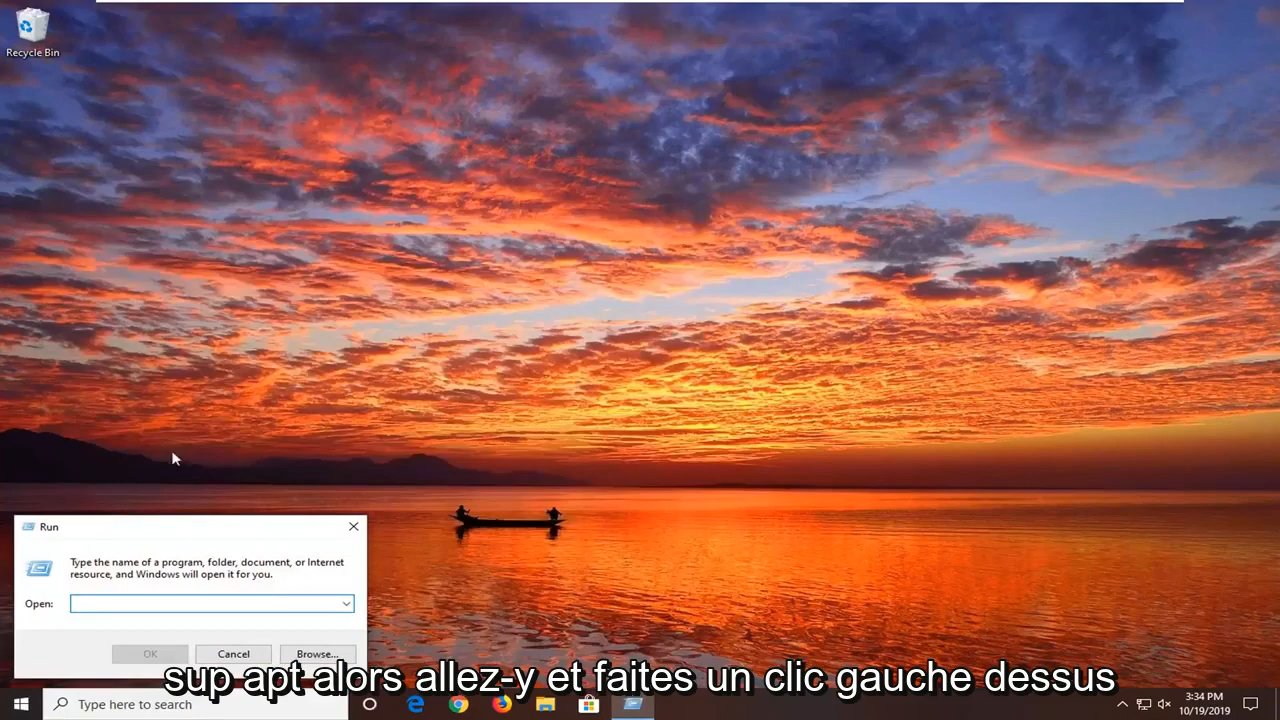 Recycle Bin
Run
Type the name of a program, folder, document, or Internet
resource, and Windows will open it for you.
Open:
OK
Cancel
Browse...
sup apt alors allez-y et faites un clic gauche dessus
Type here to search
3:34 PM
10/19/2019